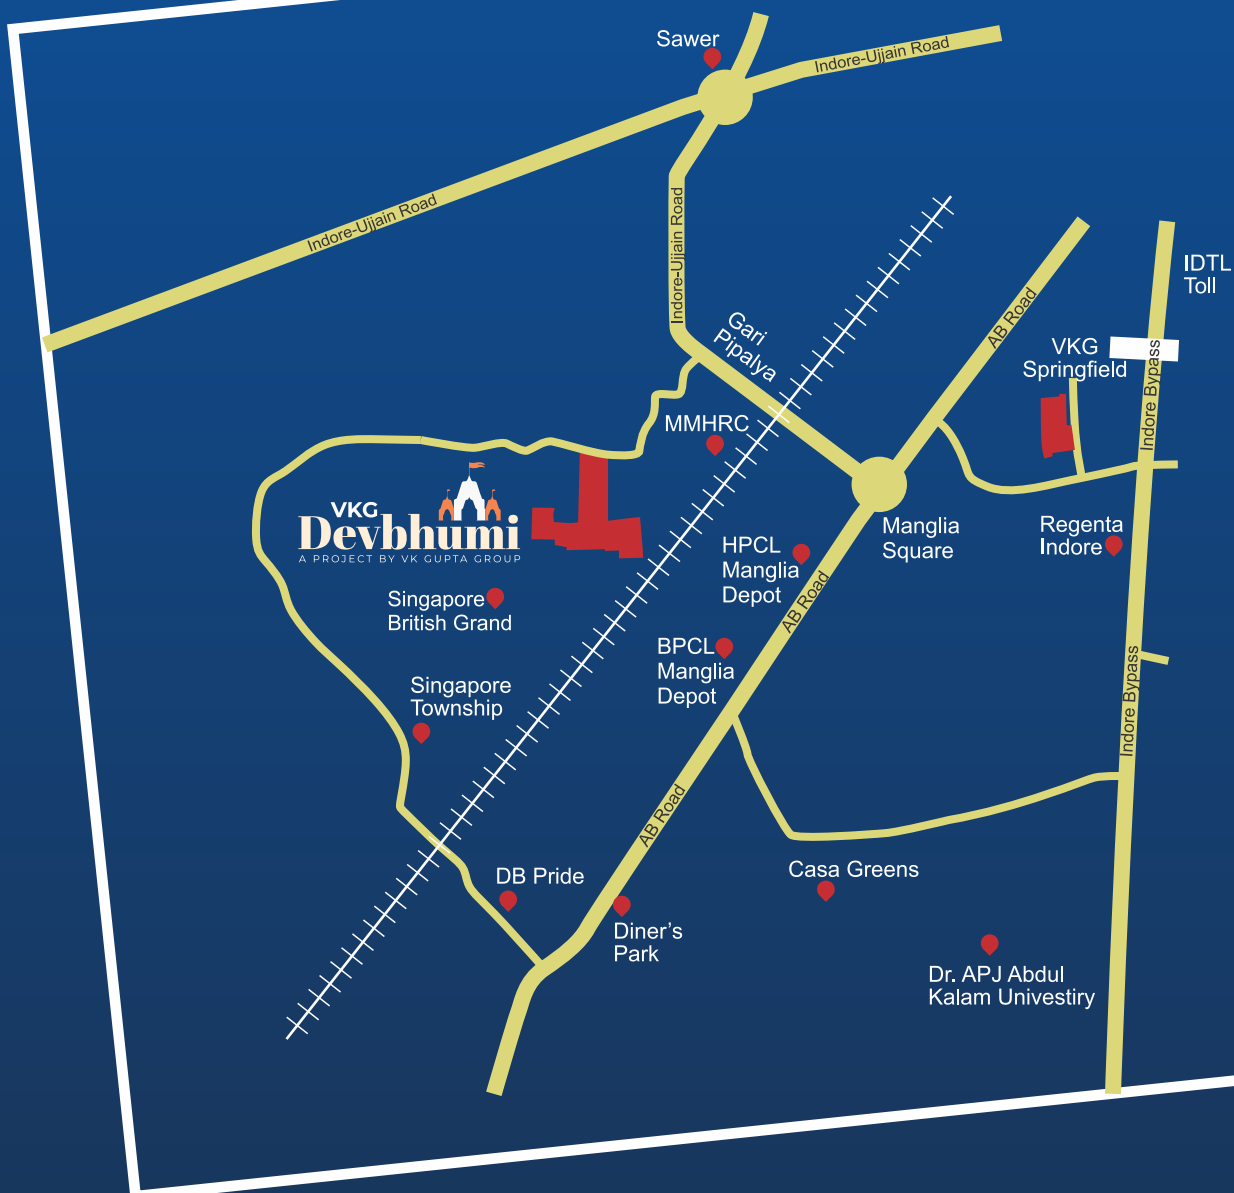 Sawer
Indore-Ujjain Road
Indore-Ujjain Road
Indore-Ujjain Road
IDTL
Toll
Gari
Pipalya
AB Road
VKG
Springfield
Indore Bypass
MMHRC
VKG
Devbhumi
A PROJECT BY VK GUPTA GROUP
Manglia
Square
Regenta
Indore
HPCL
Manglia
Depot
AB Road
Singapore
British Grand
BPCL
Manglia
Depot
Indore Bypass
Singapore
Township
AB Road
DB Pride
Casa Greens
Diner's
Park
Dr. APJ Abdul
Kalam Univestiry